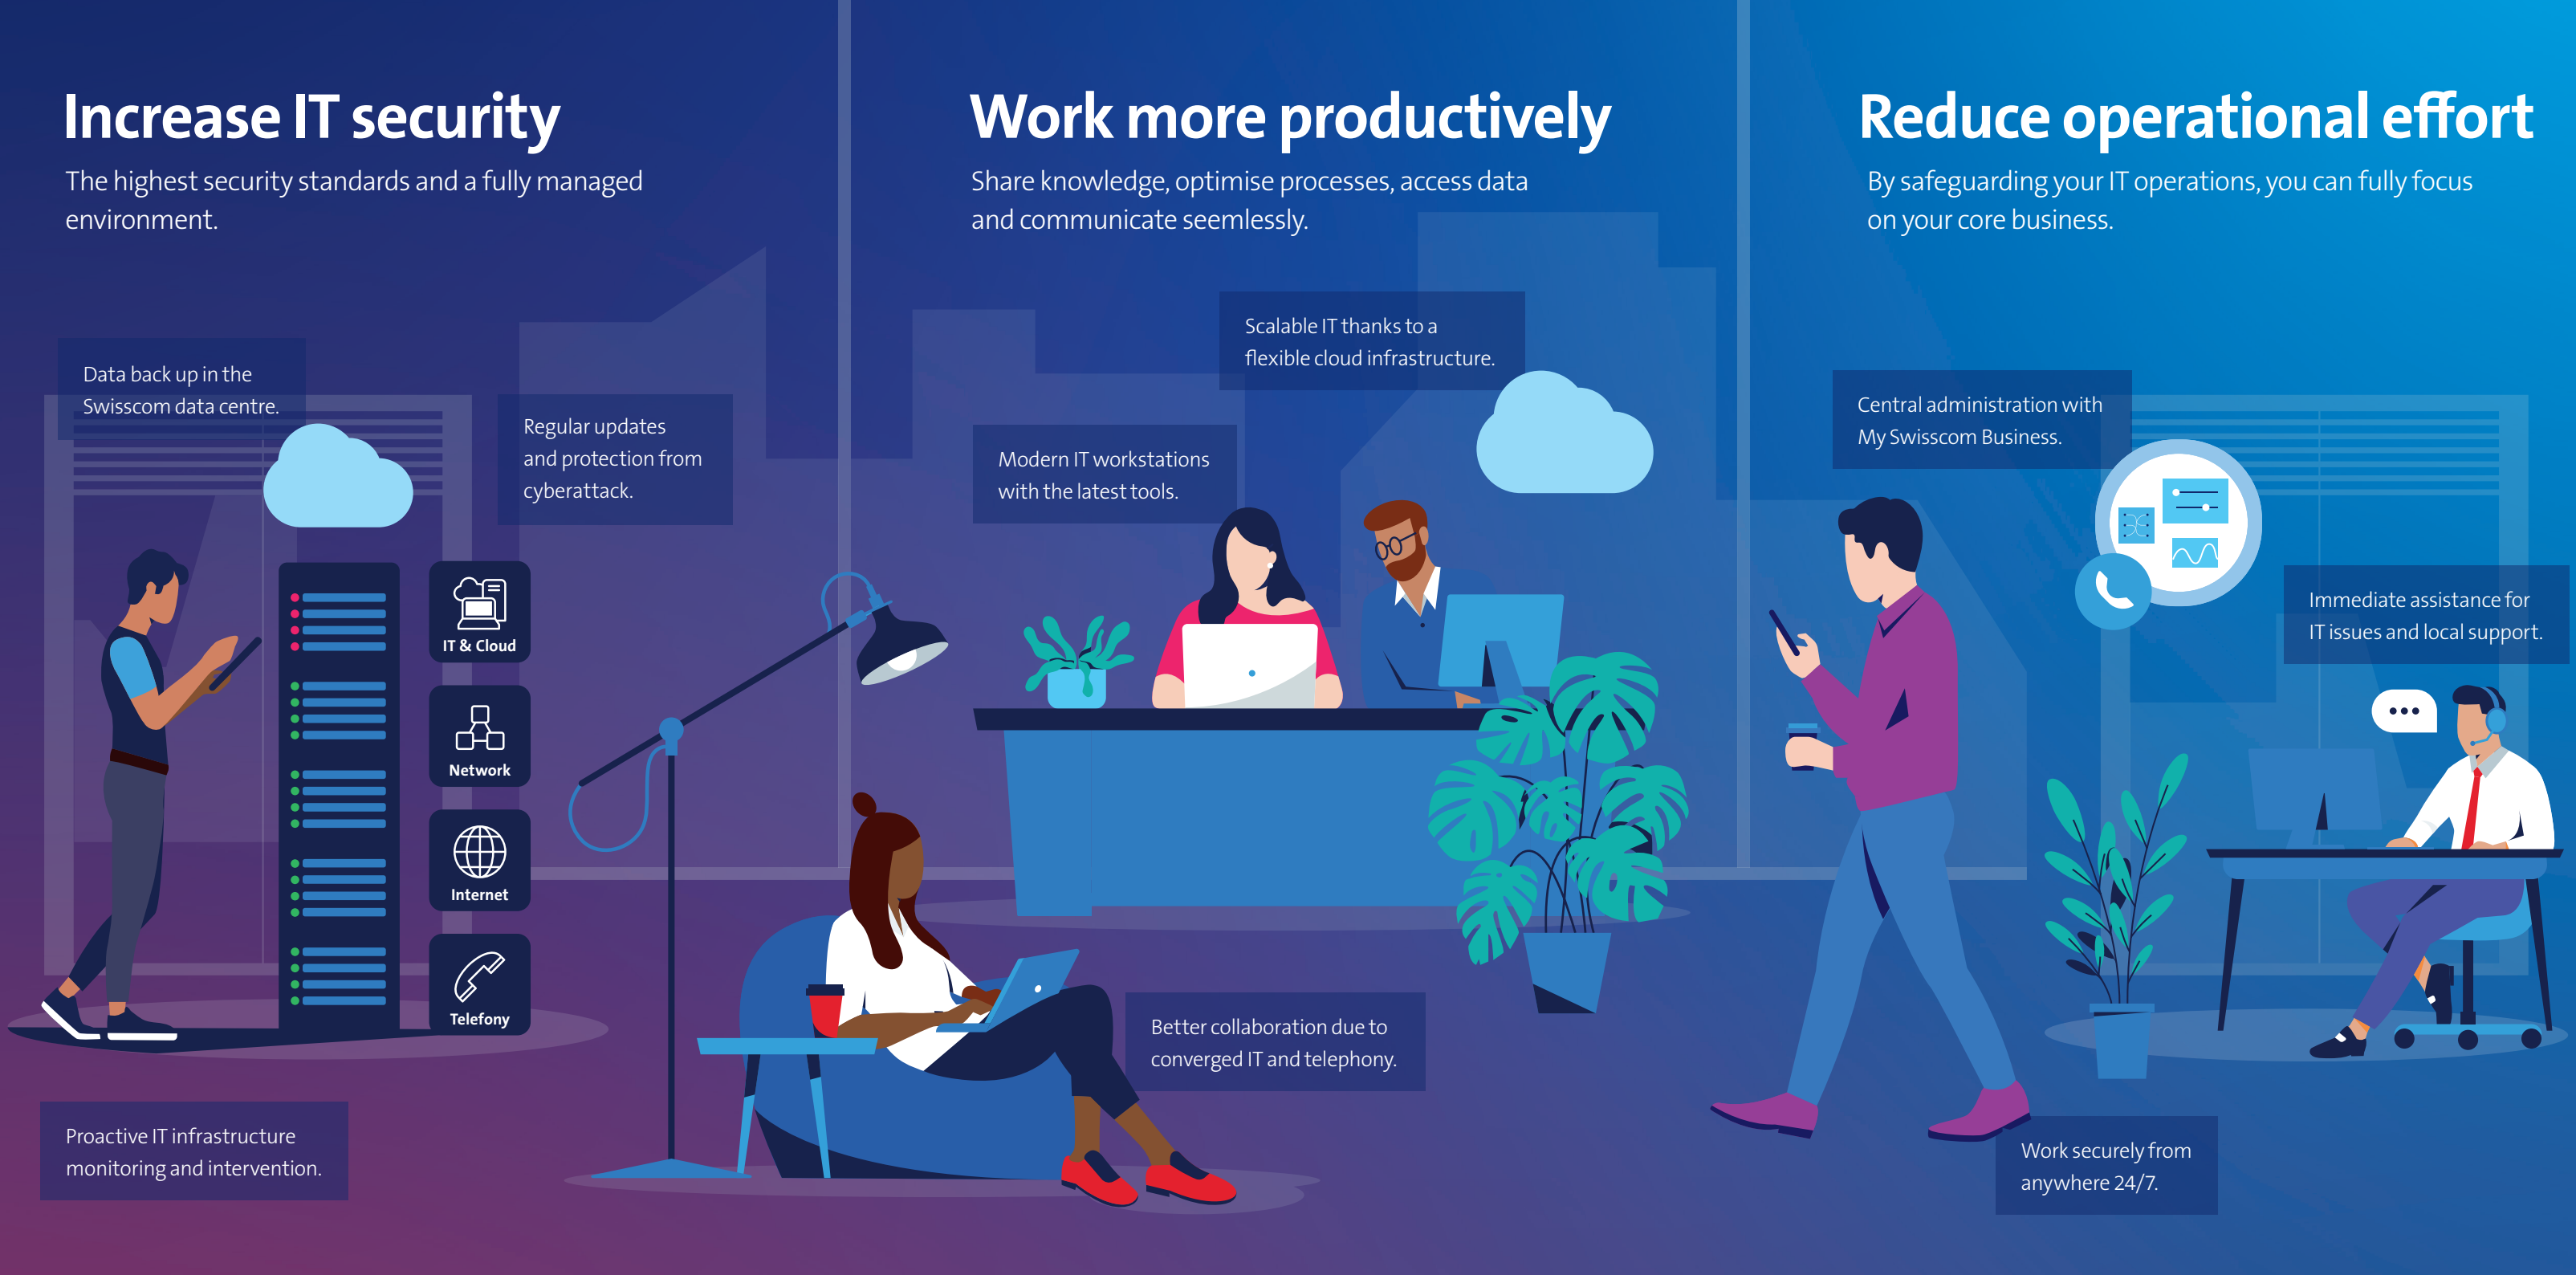 Increase IT security
The highest security standards and a fully managed
environment.
Data back up in the
Swisscom data centre.
Regular updates
and protection from
cyberattack.
IT & Cloud
Network
Internet
Telefony
Proactive IT infrastructure
monitoring and intervention.
Work more productively
Share knowledge, optimise processes, access data
and communicate seemlessly.
Scalable IT thanks to a
flexible cloud infrastructure.
Modern IT workstations
with the latest tools.
Better collaboration due to
converged IT and telephony.
Reduce operational effort
By safeguarding your IT operations, you can fully focus
on your core business.
Central administration with
My Swisscom Business.
Immediate assistance for
IT issues and local support.
Work securely from
anywhere 24/7.